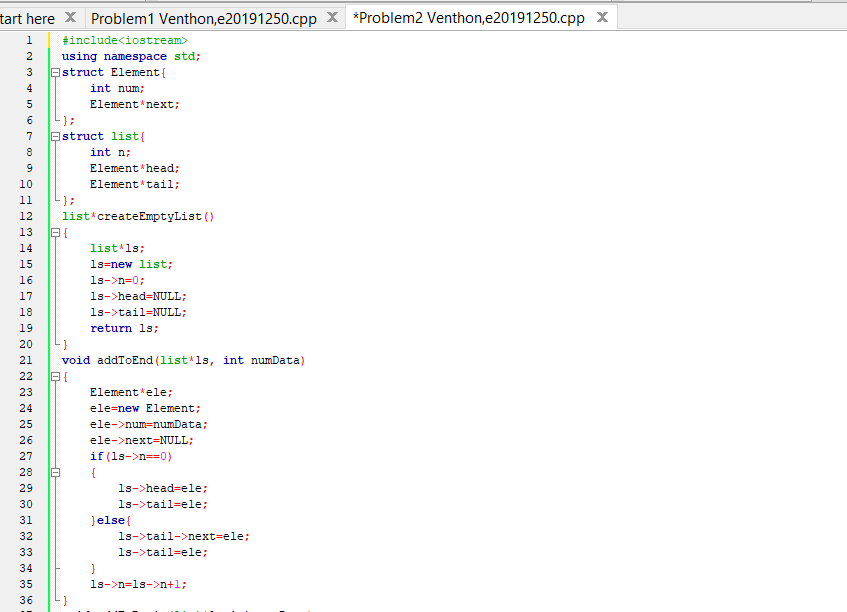 tart here Problem1 Venthon,e20191250.cpp *Problem2 Venthon,e20191250.cpp
1 #include<iostream>
2 using namespace std;
3 struct Element{
4 int num;
5 Element*next;
6 };
7 struct list{
8 int n;
9 Element*head;
10 Element*tail;
11 };
12 list*createEmptyList()
13 {
14 list*ls;
15 ls=new list;
16 ls->n=0;
17 ls->head=NULL;
18 ls->tail=NULL;
19 return ls;
20 }
21 void addToEnd(list*ls, int numData)
22 {
23 Element*ele;
24 ele=new Element;
25 ele->num=numData;
26 ele->next=NULL;
27 if(ls->n==0)
28 {
29 ls->head=ele;
30 ls->tail=ele;
31 }else{
32 ls->tail->next=ele;
33 ls->tail=ele;
34 }
35 ls->n=ls->n+1;
36 }